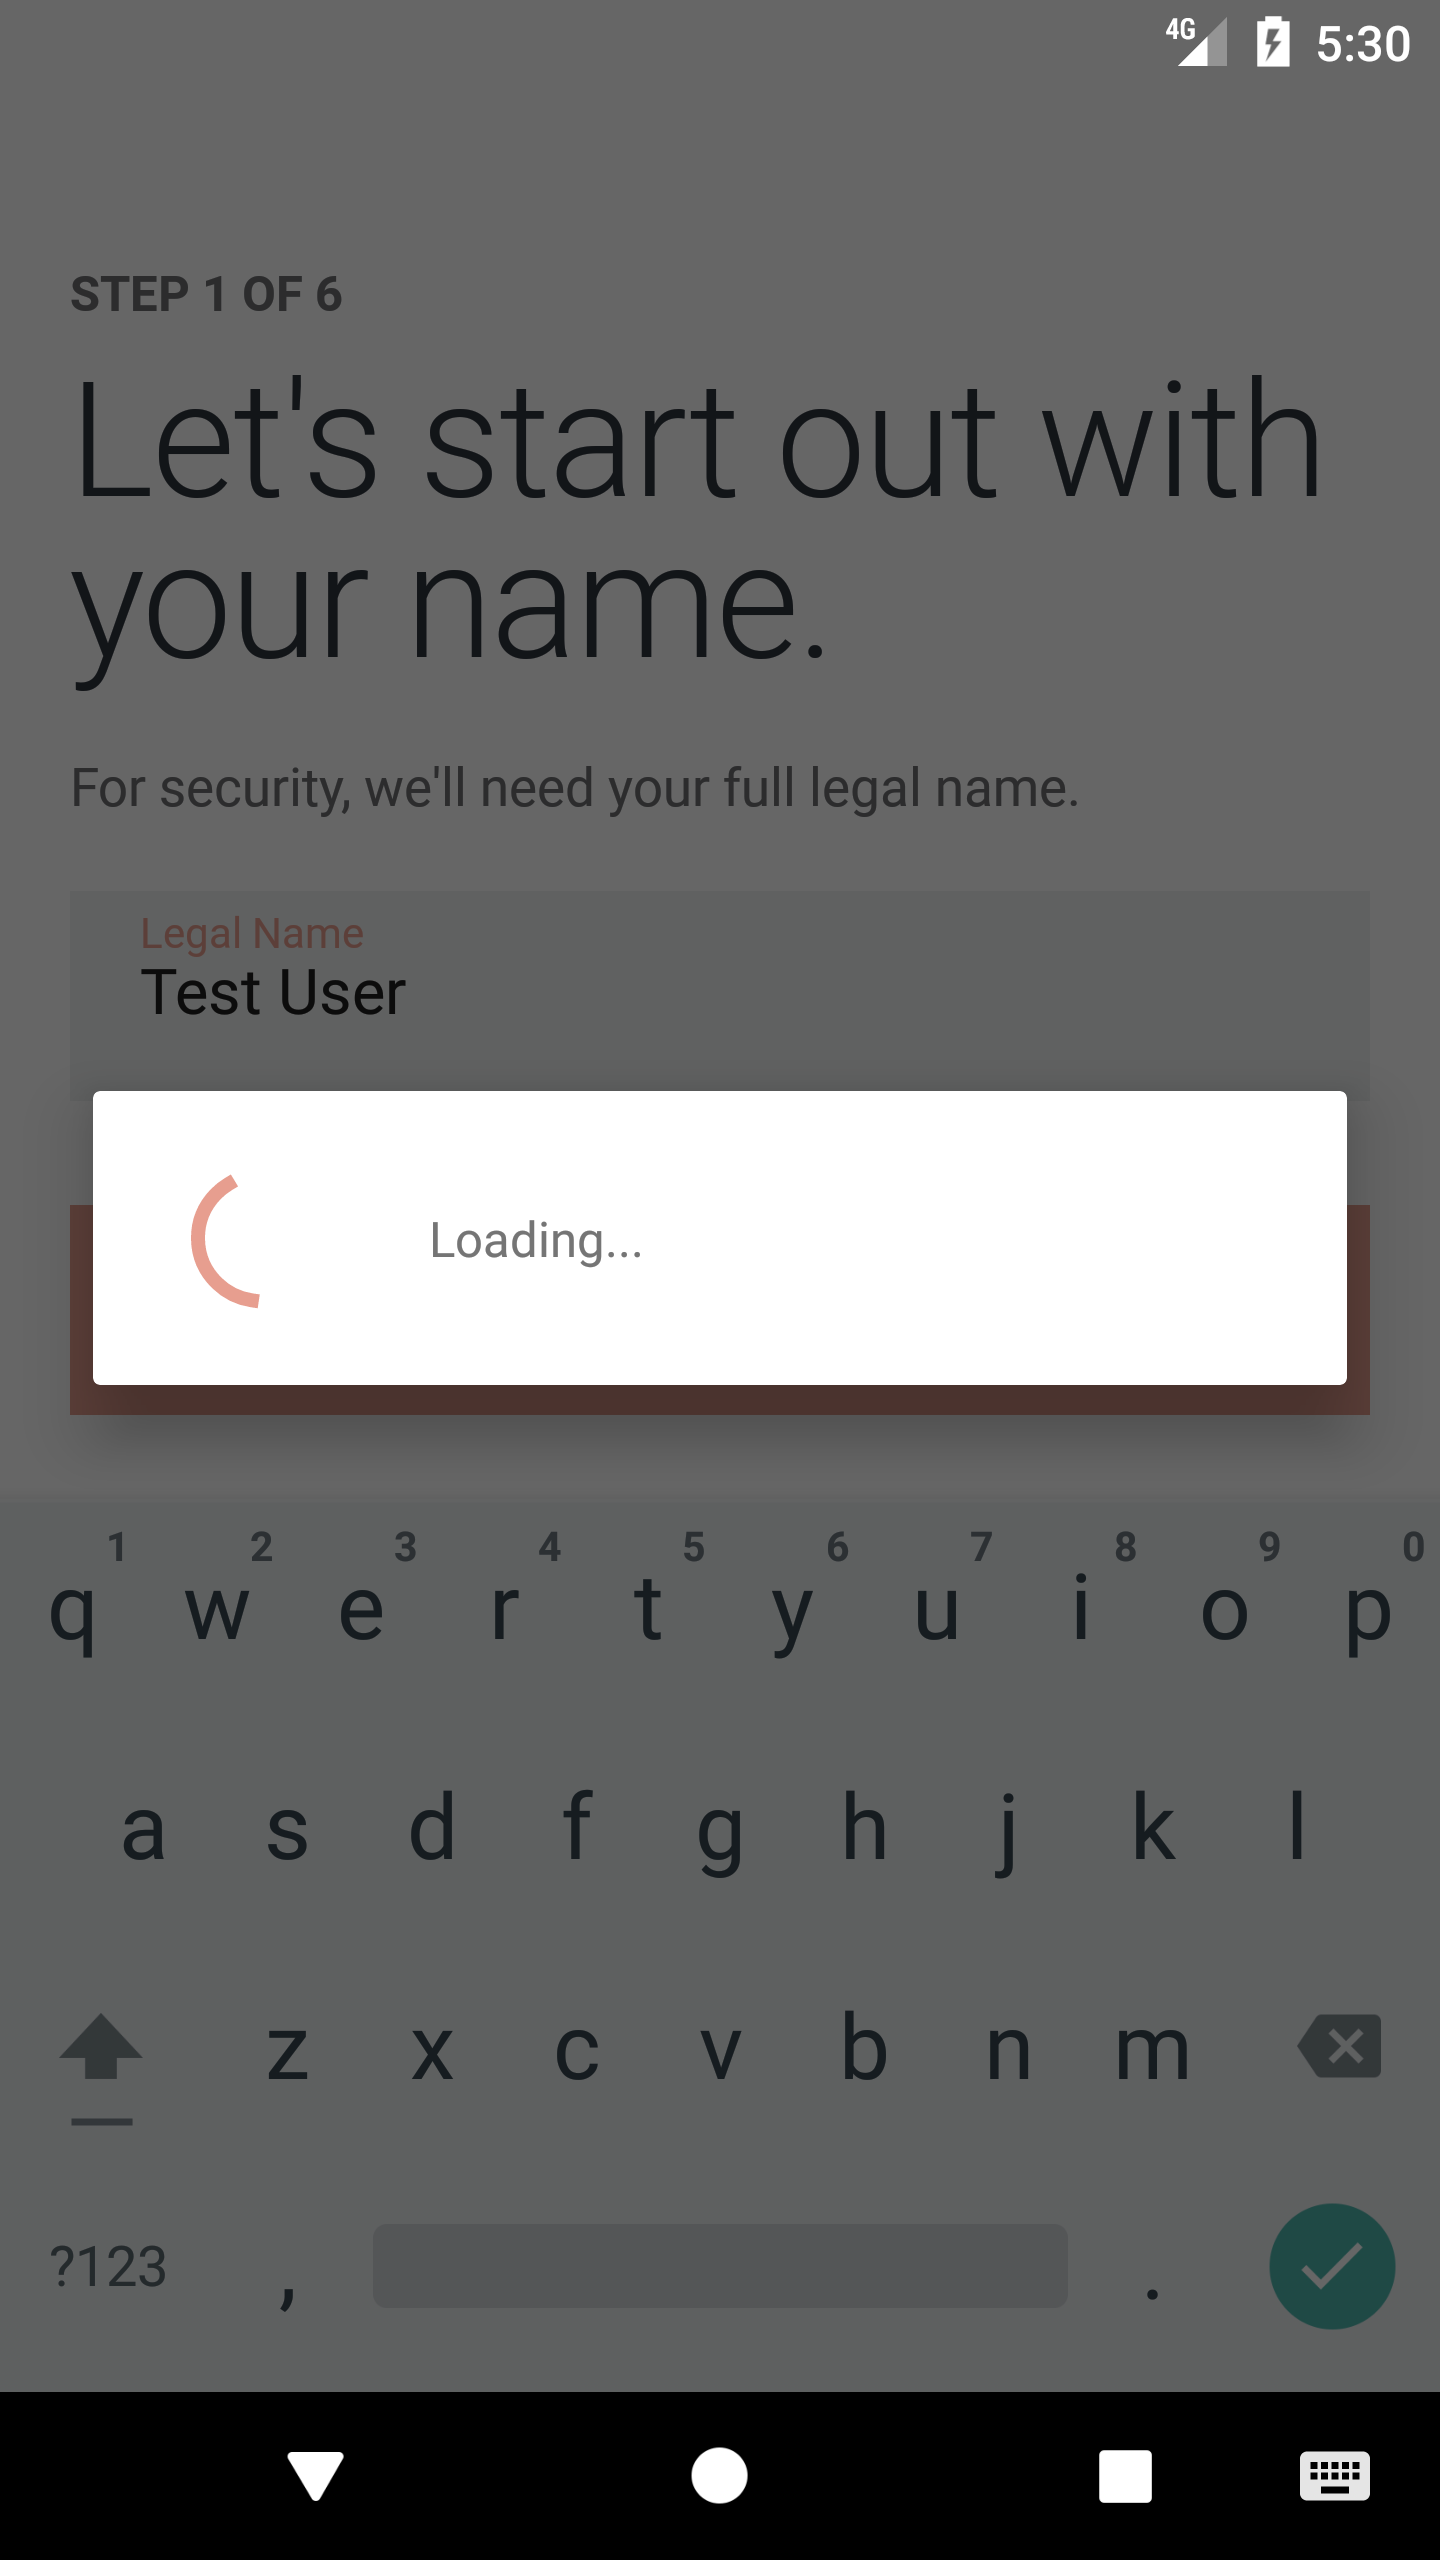 4G 5:30
STEP 1 OF 6
Let's start out with
your name.
For security, we'll need your full legal name.
Legal Name
Test User
Loading...
1 2 3 4 5 6 7 8 9 0
q w e r t y u i o p
a s d f g h j k l
z x c v b n m
?123 , .